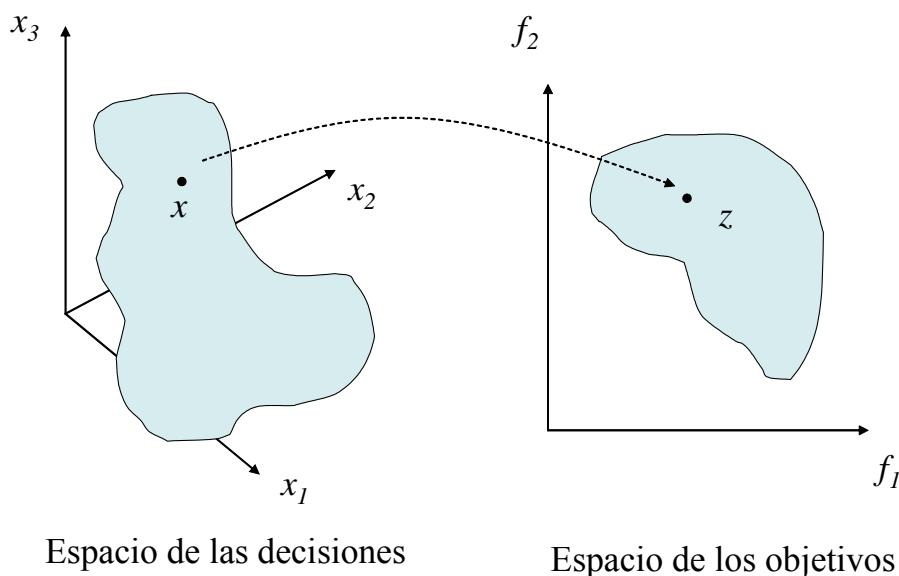 x3
f2
x2
x
z
f1
x1
Espacio de las decisiones
Espacio de los objetivos